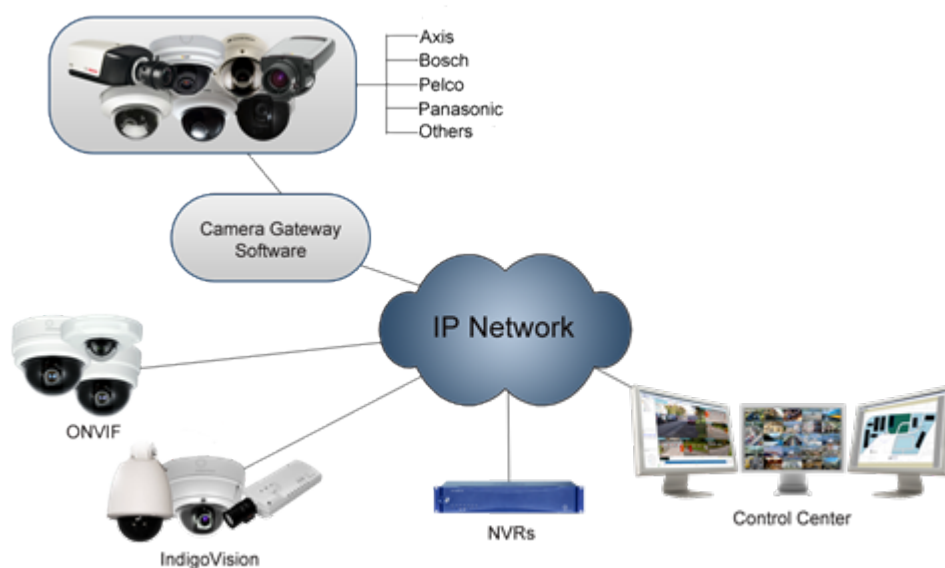 Axis
Bosch
Pelco
Panasonic
Others
Camera Gateway
Software
IP Network
ONVIF
IndigoVision
NVRs
Control Center